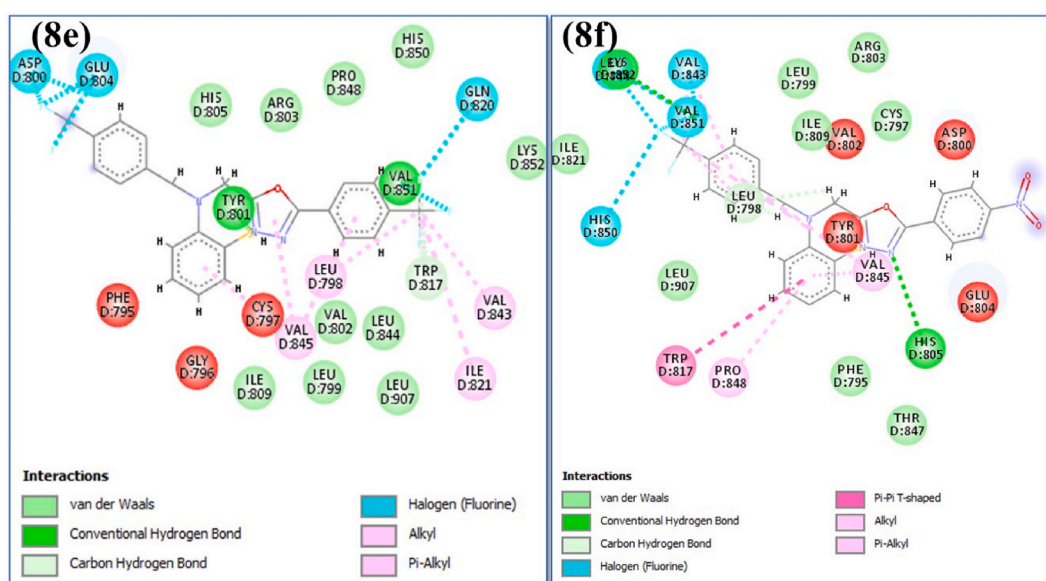 (8e)
ASP
D:800
GLU
D:804
HIS
D:850
PRO
D:848
HIS
D:805
ARG
D:803
GLN
D:820
LYS
D:852
VAL
D:851
TYR
D:801
H
H
H
H
H
H
H
H
H
H
H
H
H
H
N
O
N
N
S
LEU
D:798
TRP
D:817
PHE
D:795
CYS
D:797
VAL
D:845
VAL
D:802
LEU
D:844
VAL
D:843
GLY
D:796
ILE
D:809
LEU
D:799
LEU
D:907
ILE
D:821
Interactions
van der Waals
Conventional Hydrogen Bond
Carbon Hydrogen Bond
Halogen (Fluorine)
Alkyl
Pi-Alkyl
(8f)
VAL
D:843
ARG
D:803
LEU
D:799
VAL
D:851
ILE
D:809
VAL
D:802
CYS
D:797
ASP
D:800
ILE
D:821
LEU
D:798
HIS
D:850
TYR
D:801
VAL
D:845
LEU
D:907
GLU
D:804
HIS
D:805
TRP
D:817
PRO
D:848
PHE
D:795
THR
D:847
Interactions
van der Waals
Conventional Hydrogen Bond
Carbon Hydrogen Bond
Halogen (Fluorine)
Pi-Pi T-shaped
Alkyl
Pi-Alkyl